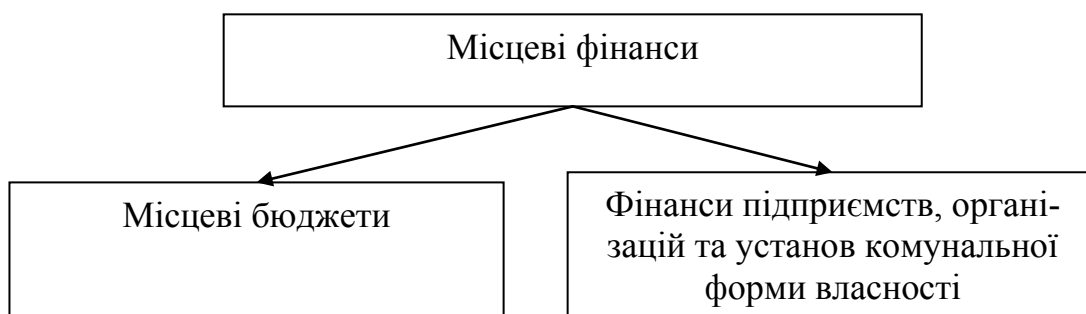 Місцеві фінанси
Місцеві бюджети
Фінанси підприємств, органі-
зацій та установ комунальної
форми власності